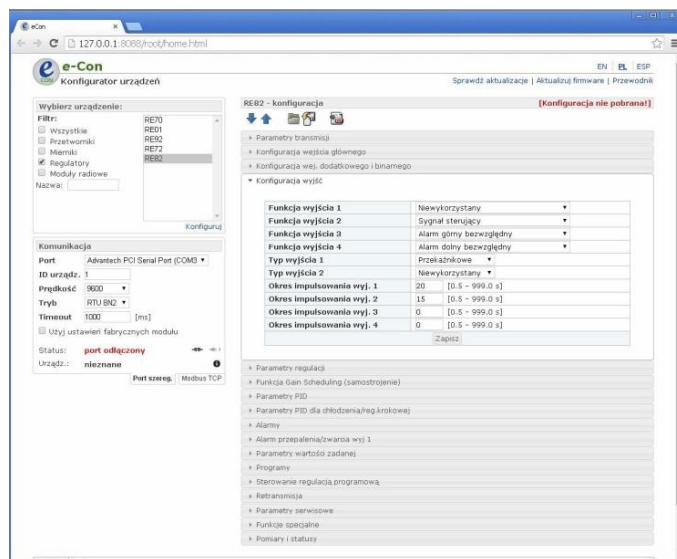 eCon
127.0.0.1:8088/root/home.html
e-Con
Konfigurator urządzeń
EN | PL | ESP
Sprawdź aktualizacje | Aktualizuj firmware | Przewodnik
Wybierz urządzenie:
Filtr:
Wszystkie
Przetworniki
Mierniki
Regulatory
Moduły radiowe
Nazwa:
RE70
RE01
RE92
RE72
RE82
Konfiguruj
Komunikacja
Port Advantech PCI Serial Port (COM3
ID urządz. 1
Prędkość 9600
Tryb RTU 8N2
Timeout 1000 [ms]
Użyj ustawień fabrycznych modułu
Status: port odłączony
Urządz.: nieznane
Port szereg. Modbus TCP
RE82 - konfiguracja
[Konfiguracja nie pobrana!]
Parametry transmisji
Konfiguracja wejścia głównego
Konfiguracja wej. dodatkowego i binarnego
Konfiguracja wyjść
Funkcja wyjścia 1 Niewykorzystany
Funkcja wyjścia 2 Sygnał sterujący
Funkcja wyjścia 3 Alarm górny bezwzględny
Funkcja wyjścia 4 Alarm dolny bezwzględny
Typ wyjścia 1 Przekaźnikowe
Typ wyjścia 2 Niewykorzystany
Okres impulsowania wyj. 1 20 [0.5 - 999.0 s]
Okres impulsowania wyj. 2 15 [0.5 - 999.0 s]
Okres impulsowania wyj. 3 0 [0.5 - 999.0 s]
Okres impulsowania wyj. 4 0 [0.5 - 999.0 s]
Zapisz
Parametry regulacji
Funkcja Gain Scheduling (samostrojenie)
Parametry PID
Parametry PID dla chłodzenia/reg.krokowej
Alarmy
Alarm przepalenia/zwarcia wyj 1
Parametry wartości zadanej
Programy
Sterowanie regulacją programową
Retransmisja
Parametry serwisowe
Funkcje specjalne
Pomiary i statusy